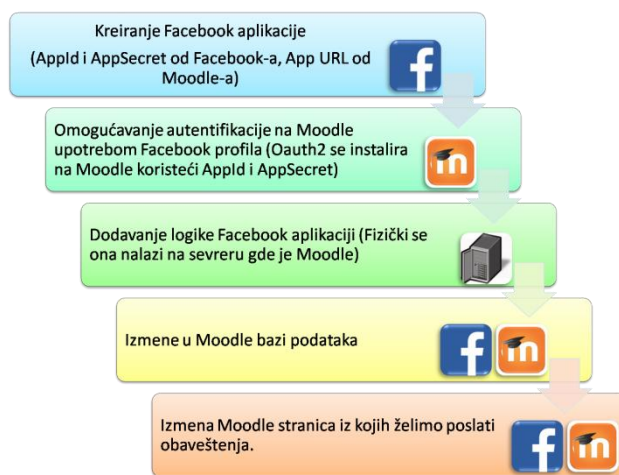 Kreiranje Facebook aplikacije
(AppId i AppSecret od Facebook-a, App URL od
Moodle-a)
Omogućavanje autentifikacije na Moodle
upotrebom Facebook profila (Oauth2 se instalira
na Moodle koristeći AppId i AppSecret)
Dodavanje logike Facebook aplikaciji (Fizički se
ona nalazi na sevreru gde je Moodle)
Izmene u Moodle bazi podataka
Izmena Moodle stranica iz kojih želimo poslati
obaveštenja.